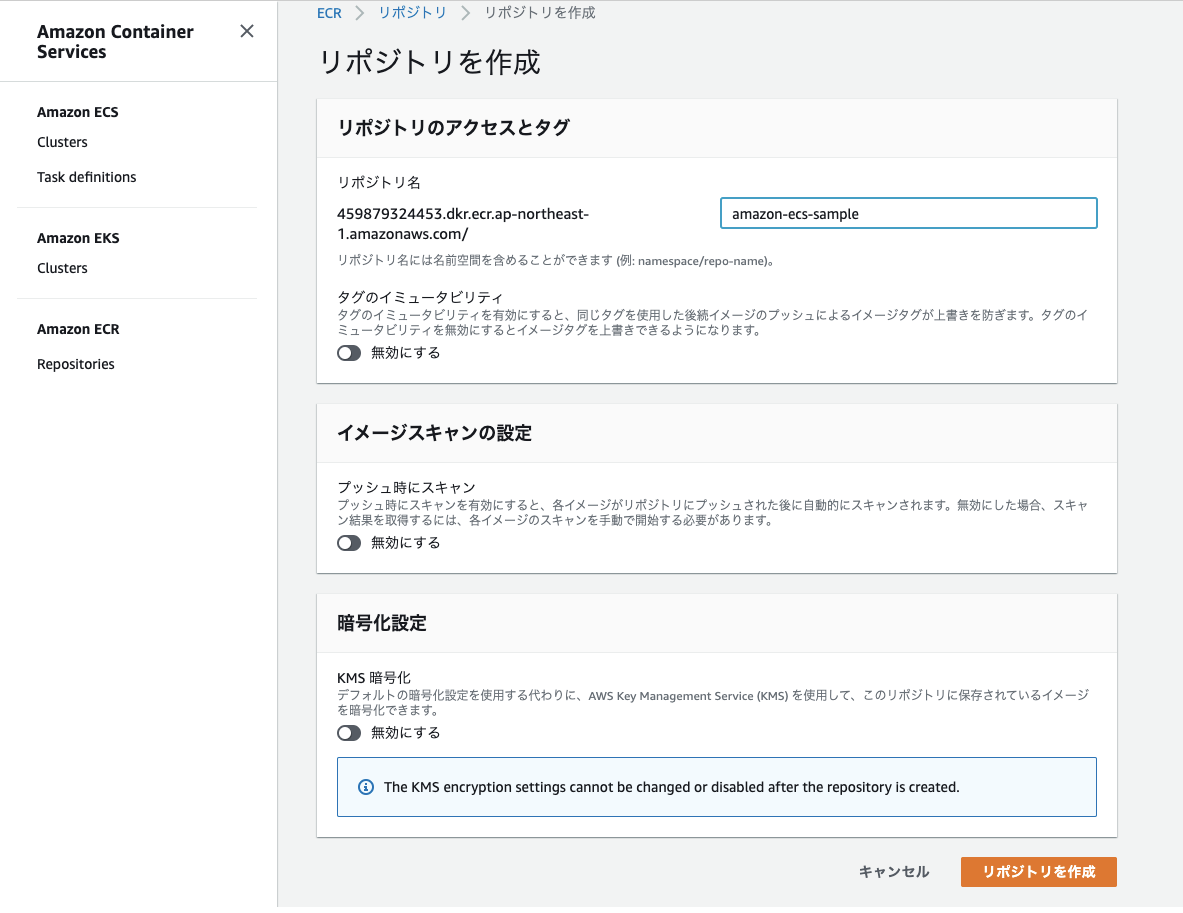 Amazon Container
Services
Amazon ECS
Clusters
Task definitions
Amazon EKS
Clusters
Amazon ECR
Repositories
ECR > リポジトリ > リポジトリを作成
リポジトリを作成
リポジトリのアクセスとタグ
リポジトリ名
459879324453.dkr.ecr.ap-northeast-
1.amazonaws.com/
amazon-ecs-sample
リポジトリ名には名前空間を含めることができます (例: namespace/repo-name)。
タグのイミュータビリティ
タグのイミュータビリティを有効にすると、同じタグを使用した後続イメージのプッシュによるイメージタグが上書きを防ぎます。タグのイ
ミュータビリティを無効にするとイメージタグを上書きできるようになります。
無効にする
イメージスキャンの設定
プッシュ時にスキャン
プッシュ時にスキャンを有効にすると、各イメージがリポジトリにプッシュされた後に自動的にスキャンされます。無効にした場合、スキャ
ン結果を取得するには、各イメージのスキャンを手動で開始する必要があります。
無効にする
暗号化設定
KMS 暗号化
デフォルトの暗号化設定を使用する代わりに、AWS Key Management Service (KMS) を使用して、このリポジトリに保存されているイメージ
を暗号化できます。
無効にする
The KMS encryption settings cannot be changed or disabled after the repository is created.
キャンセル
リポジトリを作成